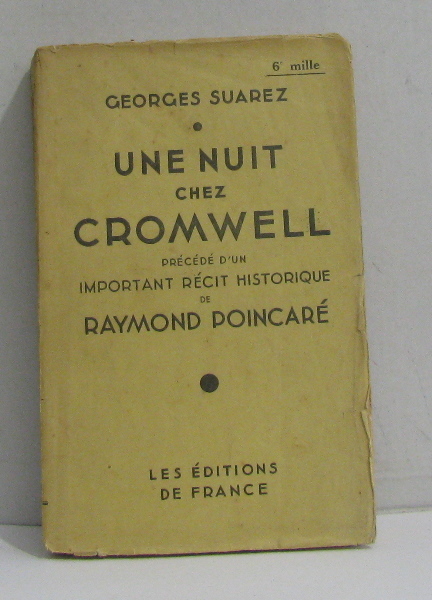 6e mille
GEORGES SUAREZ
UNE NUIT
CHEZ
CROMWELL
PRÉCÉDÉ D'UN
IMPORTANT RÉCIT HISTORIQUE
DE
RAYMOND POINCARÉ
LES ÉDITIONS
DE FRANCE